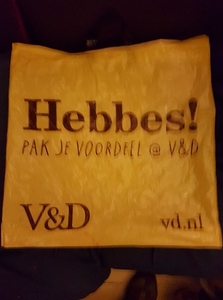 Hebbes!
PAK JE VOORDEEL @ V&D
V&D vd.nl